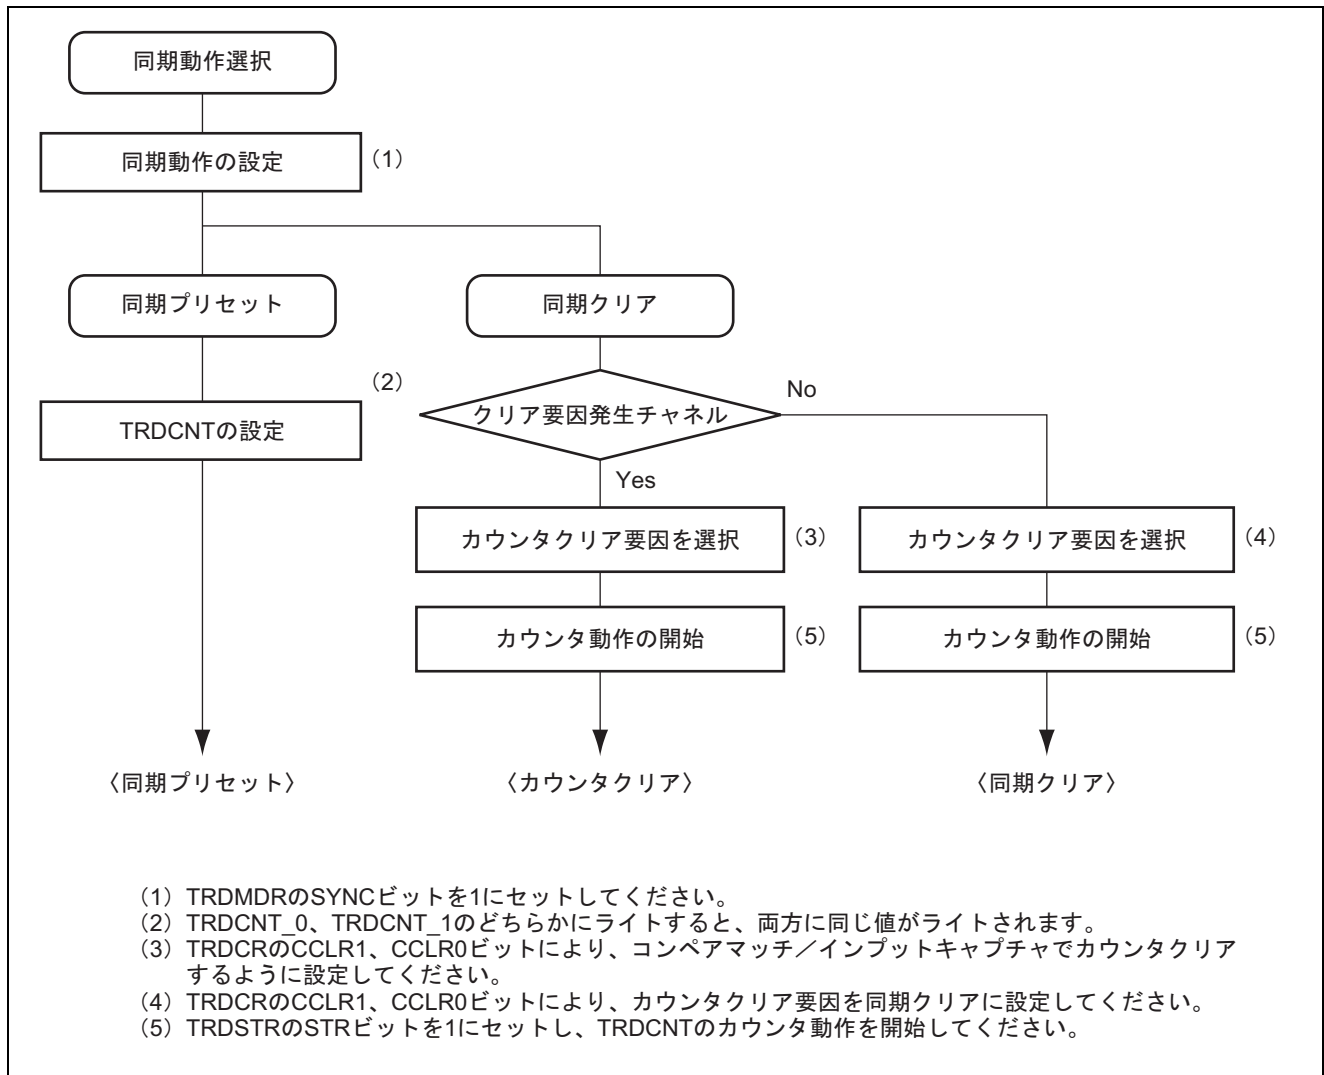 同期動作選択
同期動作の設定 (1)
同期プリセット
同期クリア
(2)
TRDCNTの設定
クリア要因発生チャネル
No
Yes
カウンタクリア要因を選択 (3)
カウンタクリア要因を選択 (4)
カウンタ動作の開始 (5)
カウンタ動作の開始 (5)
〈同期プリセット〉
〈カウンタクリア〉
〈同期クリア〉
(1) TRDMDRのSYNCビットを1にセットしてください。
(2) TRDCNT_0、TRDCNT_1のどちらかにライトすると、両方に同じ値がライトされます。
(3) TRDCRのCCLR1、CCLR0ビットにより、コンペアマッチ／インプットキャプチャでカウンタクリア
するように設定してください。
(4) TRDCRのCCLR1、CCLR0ビットにより、カウンタクリア要因を同期クリアに設定してください。
(5) TRDSTRのSTRビットを1にセットし、TRDCNTのカウンタ動作を開始してください。